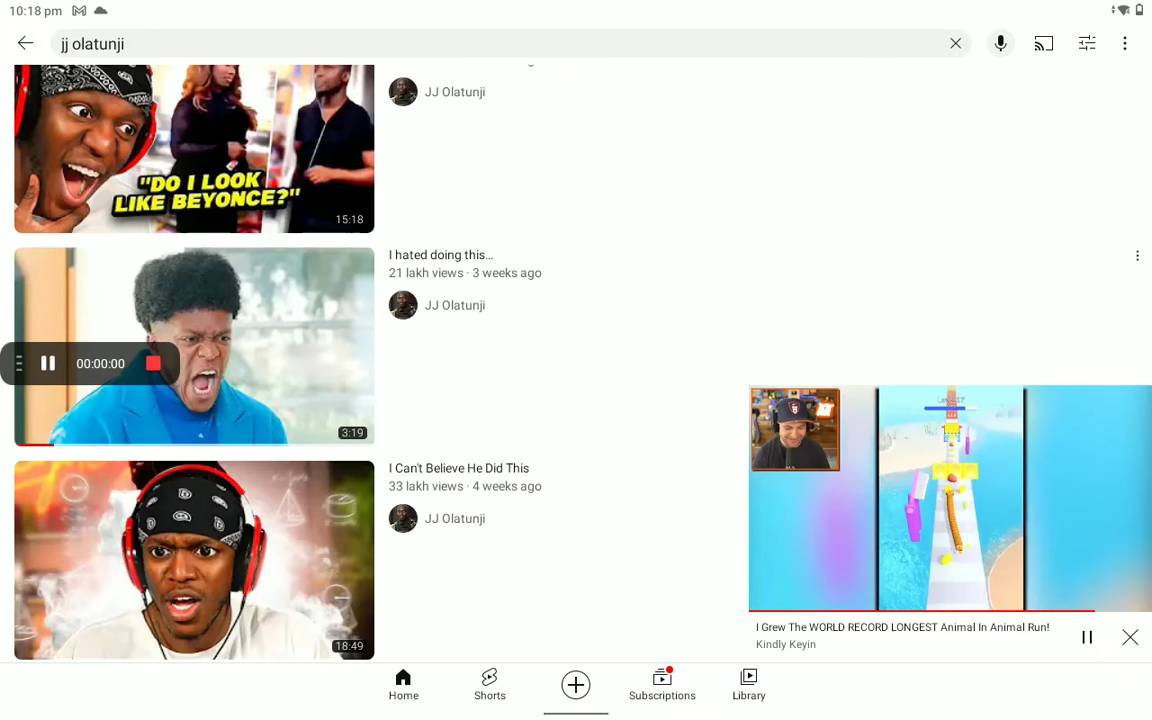 10:18 pm
jj olatunji
JJ Olatunji
"DO I LOOK
LIKE BEYONCE?"
15:18
I hated doing this...
21 lakh views · 3 weeks ago
JJ Olatunji
00:00:00
3:19
I Can't Believe He Did This
33 lakh views · 4 weeks ago
JJ Olatunji
18:49
I Grew The WORLD RECORD LONGEST Animal In Animal Run!
Kindly Keyin
Home
Shorts
Subscriptions
Library